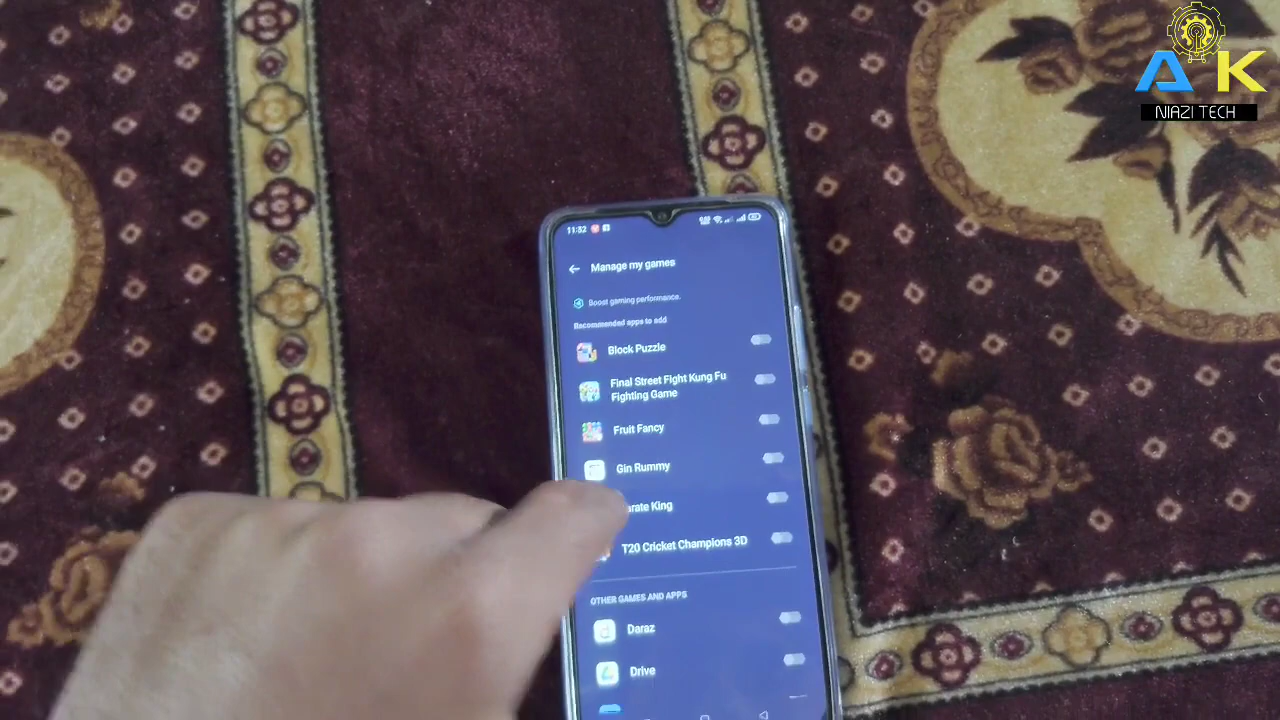 A K
NIAZI TECH
11:52
Manage my games
Boost gaming performance.
Recommended apps to add
Block Puzzle
Final Street Fight Kung Fu
Fighting Game
Fruit Fancy
Gin Rummy
arate King
T20 Cricket Champions 3D
OTHER GAMES AND APPS
Daraz
Drive